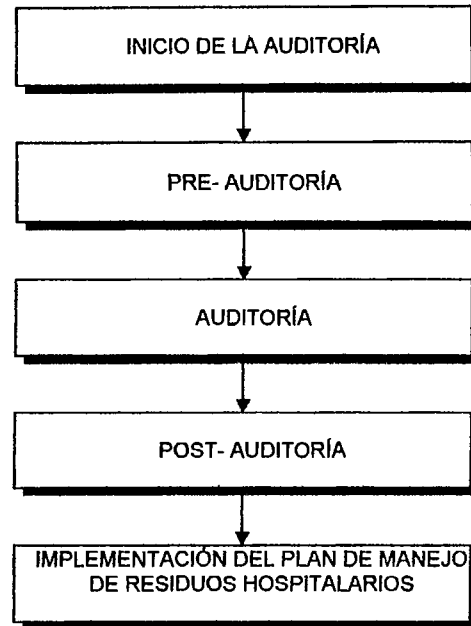 INICIO DE LA AUDITORÍA
PRE- AUDITORÍA
AUDITORÍA
POST- AUDITORÍA
IMPLEMENTACIÓN DEL PLAN DE MANEJO
DE RESIDUOS HOSPITALARIOS